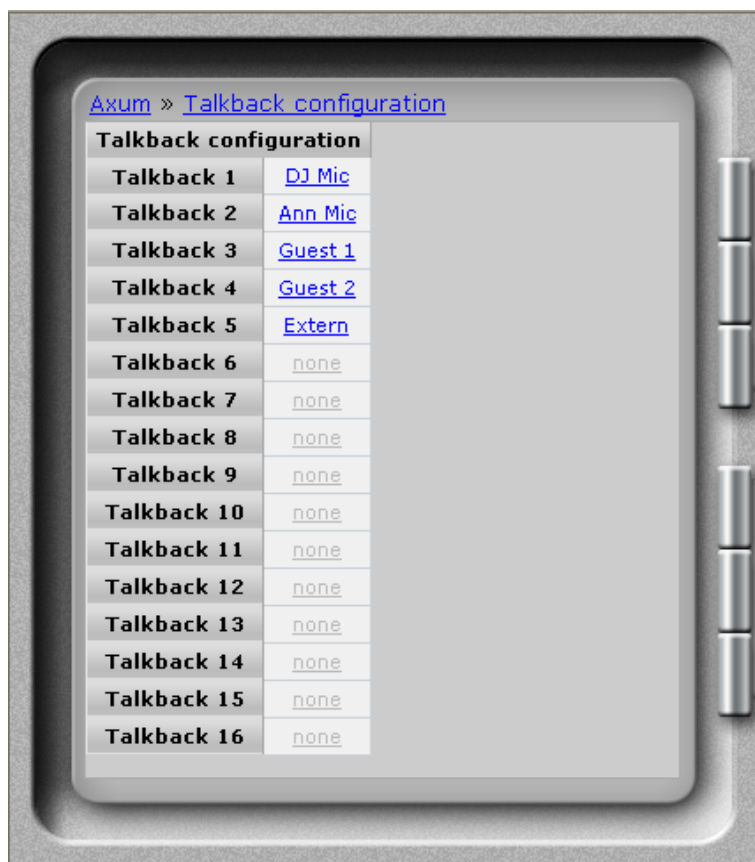 Axum » Talkback configuration
Talkback configuration
Talkback 1 DJ Mic
Talkback 2 Ann Mic
Talkback 3 Guest 1
Talkback 4 Guest 2
Talkback 5 Extern
Talkback 6 none
Talkback 7 none
Talkback 8 none
Talkback 9 none
Talkback 10 none
Talkback 11 none
Talkback 12 none
Talkback 13 none
Talkback 14 none
Talkback 15 none
Talkback 16 none